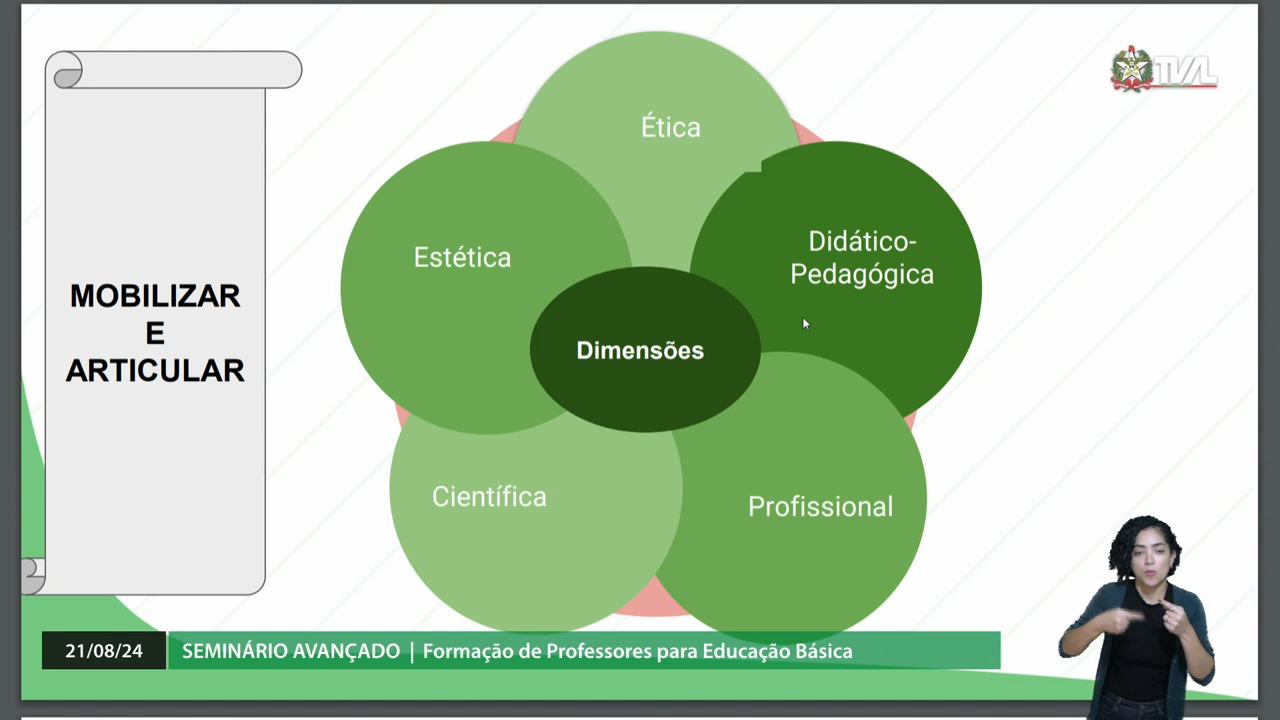 TVAL
Ética
Estética
Didático-
Pedagógica
MOBILIZAR
E
ARTICULAR
Dimensões
Científica
Profissional
21/08/24
SEMINÁRIO AVANÇADO | Formação de Professores para Educação Básica